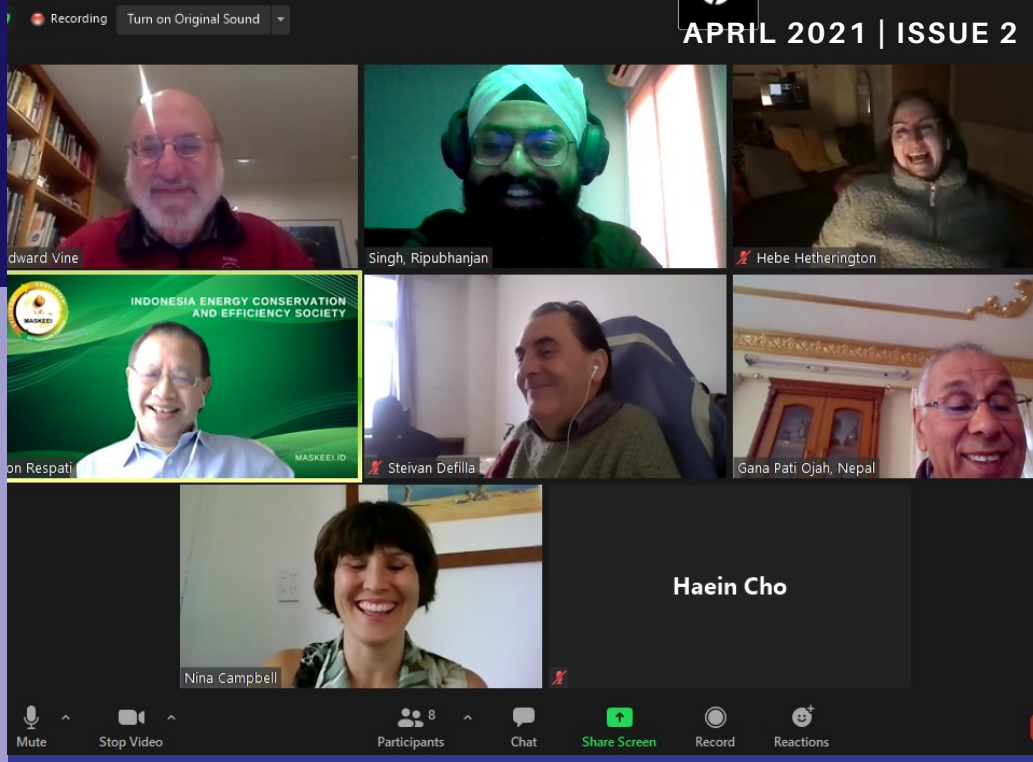 Recording
Turn on Original Sound
APRIL 2021 | ISSUE 2
dward Vine
Singh, Ripubhanjan
Hebe Hetherington
MASKEEI
INDONESIA ENERGY CONSERVATION
AND EFFICIENCY SOCIETY
MASKEEI.ID
on Respati
Steivan Defilla
Gana Pati Ojah, Nepal
Nina Campbell
Haein Cho
Mute
Stop Video
8
Participants
Chat
Share Screen
Record
Reactions